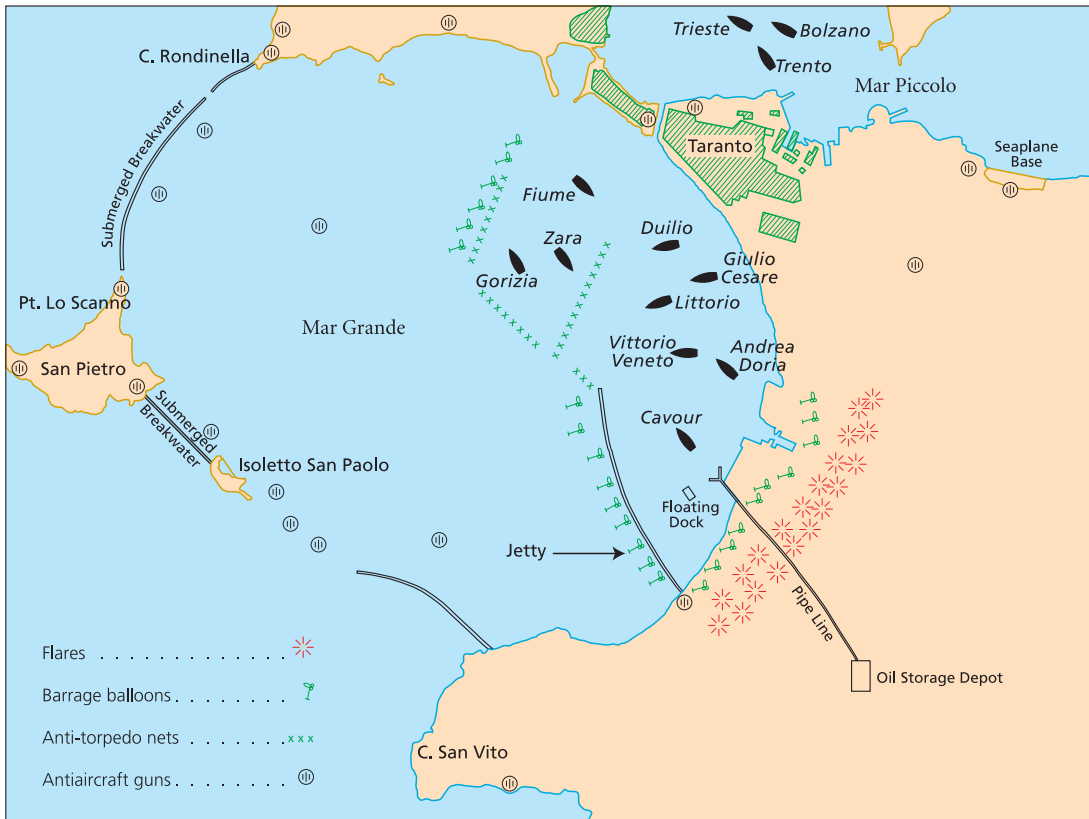 Trieste
Bolzano
C. Rondinella
Trento
Mar Piccolo
Submerged Breakwater
Taranto
Seaplane
Base
Fiume
Duilio
Zara
Giulio
Cesare
Gorizia
Pt. Lo Scanno
Littorio
Mar Grande
Vittorio
Veneto
Andrea
Doria
San Pietro
Submerged
Breakwater
Cavour
Isoletto San Paolo
Floating
Dock
Jetty
Pipe Line
Flares . . . . . . . . . . . .
Oil Storage Depot
Barrage balloons . . . . . . .
Anti-torpedo nets . . . . . . . xxx
C. San Vito
Antiaircraft guns . . . . . . .